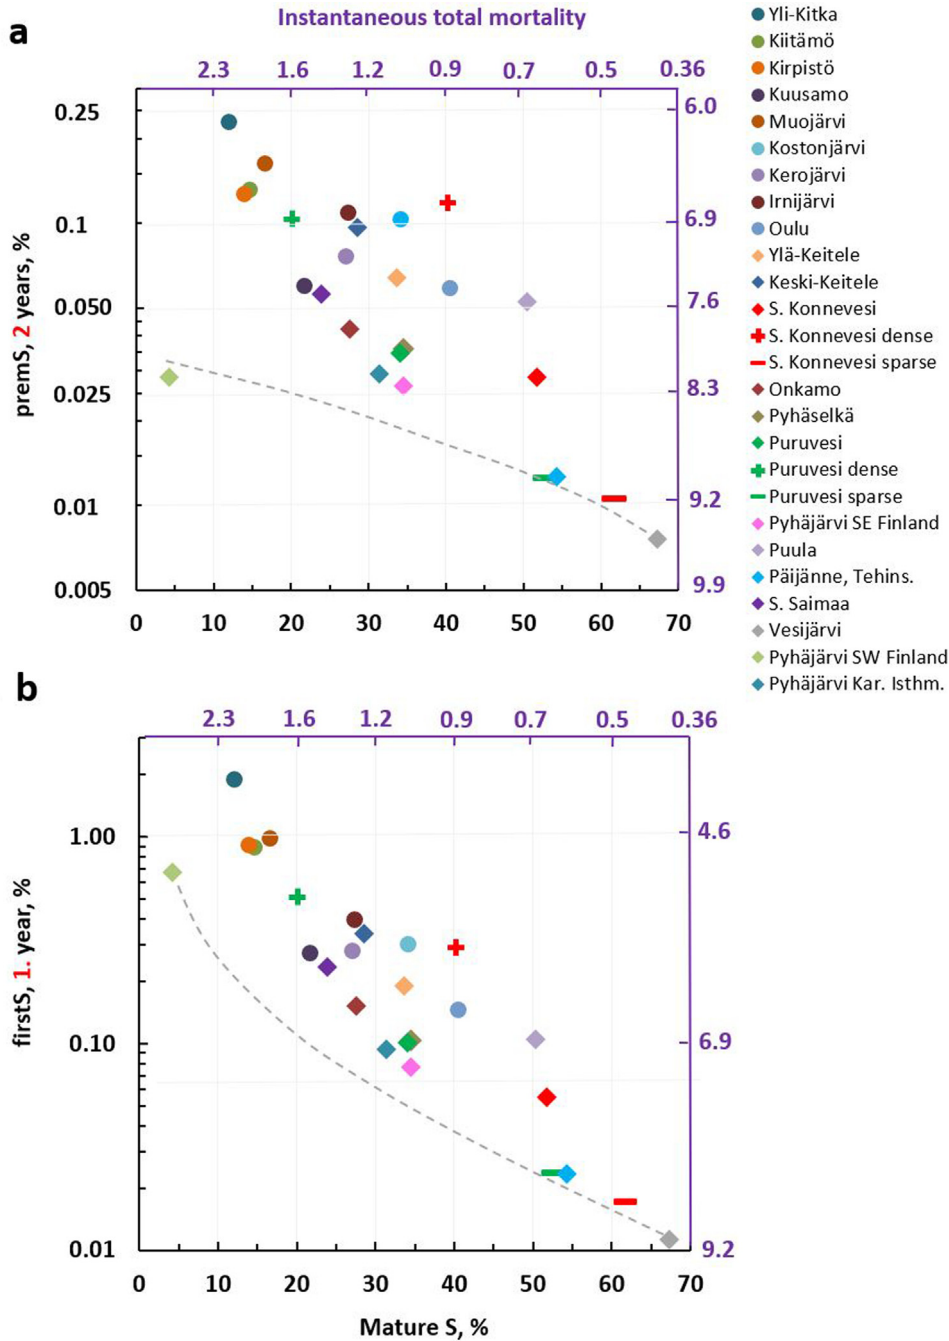 a
Instantaneous total mortality
2.3 1.6 1.2 0.9 0.7 0.5 0.36
0.25
0.1
0.050
0.025
0.01
0.005
6.0
6.9
7.6
8.3
9.2
9.9
premS, 2 years, %
0 10 20 30 40 50 60 70
Yli-Kitka
Kiitämö
Kirpistö
Kuusamo
Muojärvi
Kostonjärvi
Kerojärvi
Irnijärvi
Oulu
Ylä-Keitele
Keski-Keitele
S. Konnevesi
S. Konnevesi dense
S. Konnevesi sparse
Onkamo
Pyhäselkä
Puruvesi
Puruvesi dense
Puruvesi sparse
Pyhäjärvi SE Finland
Puula
Päijänne, Tehins.
S. Saimaa
Vesijärvi
Pyhäjärvi SW Finland
Pyhäjärvi Kar. Isthm.
b
2.3 1.6 1.2 0.9 0.7 0.5 0.36
1.00
0.10
0.01
4.6
6.9
9.2
firstS, 1. year, %
0 10 20 30 40 50 60 70
Mature S, %